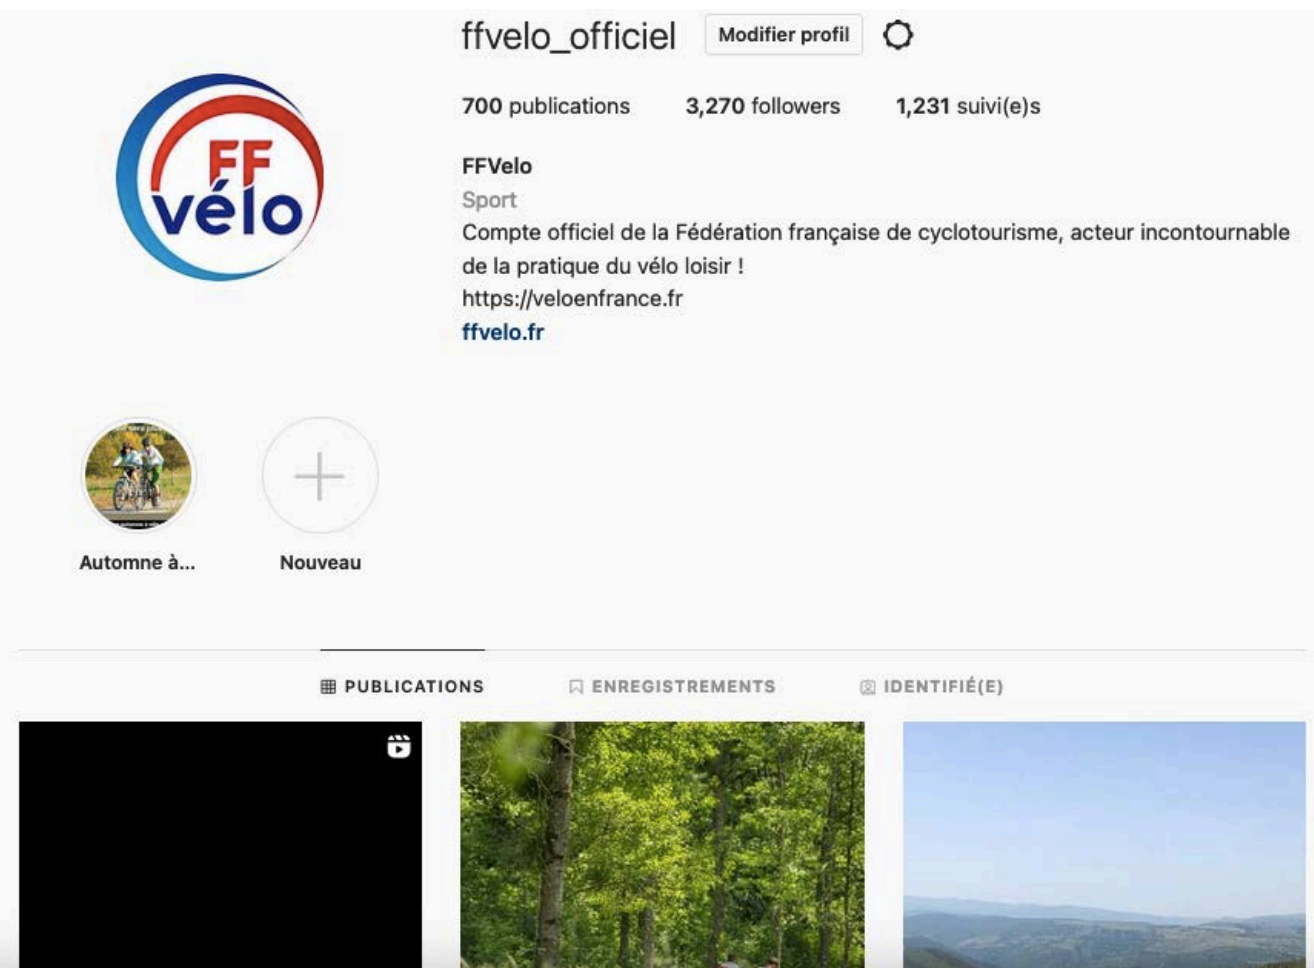 ffvelo_officiel Modifier profil
700 publications 3,270 followers 1,231 suivi(e)s
FFVelo
Sport
Compte officiel de la Fédération française de cyclotourisme, acteur incontournable
de la pratique du vélo loisir !
https://veloenfrance.fr
ffvelo.fr
FF
vélo
Automne à... Nouveau
PUBLICATIONS ENREGISTREMENTS IDENTIFIÉ(E)